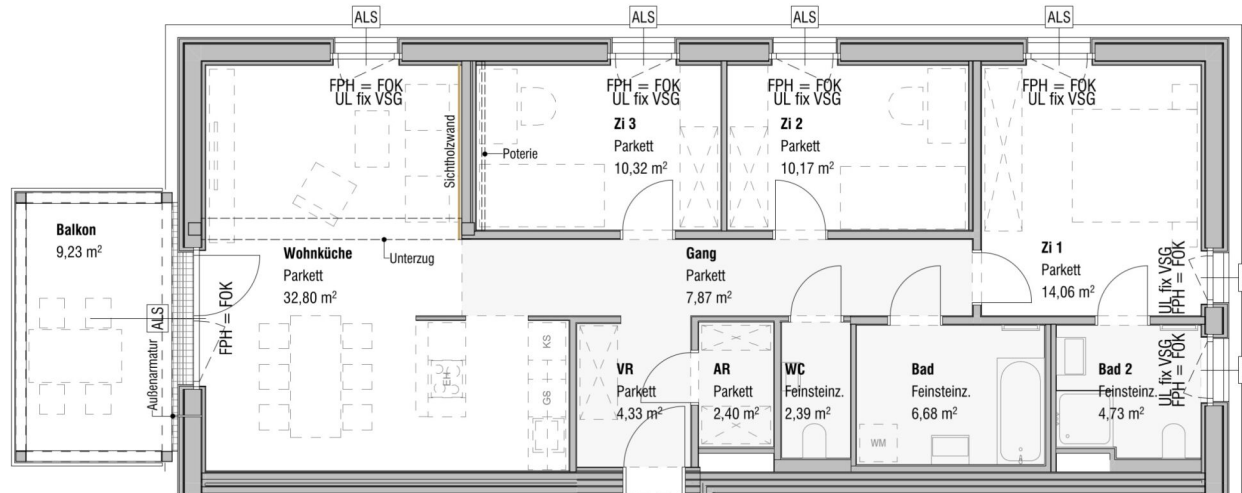 ALS
ALS
ALS
ALS
FPH = FOK
UL fix VSG
FPH = FOK
UL fix VSG
FPH = FOK
UL fix VSG
FPH = FOK
UL fix VSG
Sichtholzwand
Poterie
Zi 3
Parkett
10,32 m²
Zi 2
Parkett
10,17 m²
Balkon
9,23 m²
Wohnküche
Parkett
32,80 m²
Unterzug
Gang
Parkett
7,87 m²
Zi 1
Parkett
14,06 m²
UL fix VSG
FPH = FOK
ALS
FPH = FOK
Außenarmatur
EH
KS
GS
VR
Parkett
4,33 m²
AR
Parkett
2,40 m²
WC
Feinsteinz.
2,39 m²
Bad
Feinsteinz.
6,68 m²
WM
Bad 2
Feinsteinz.
4,73 m²
UL fix VSG
FPH = FOK